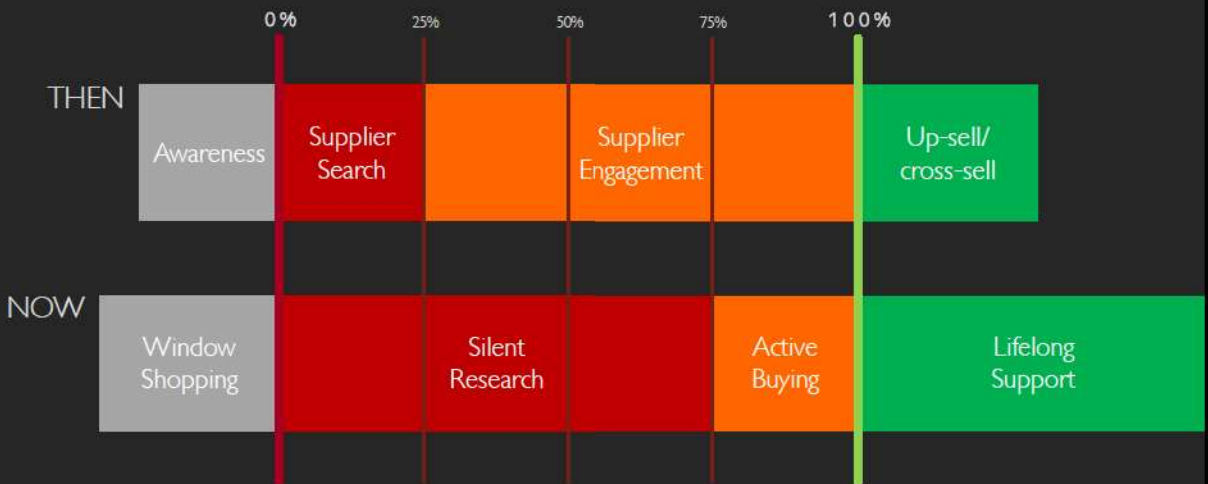 0% 25% 50% 75% 100%
THEN
Awareness
Supplier
Search
Supplier
Engagement
Up-sell/
cross-sell
NOW
Window
Shopping
Silent
Research
Active
Buying
Lifelong
Support